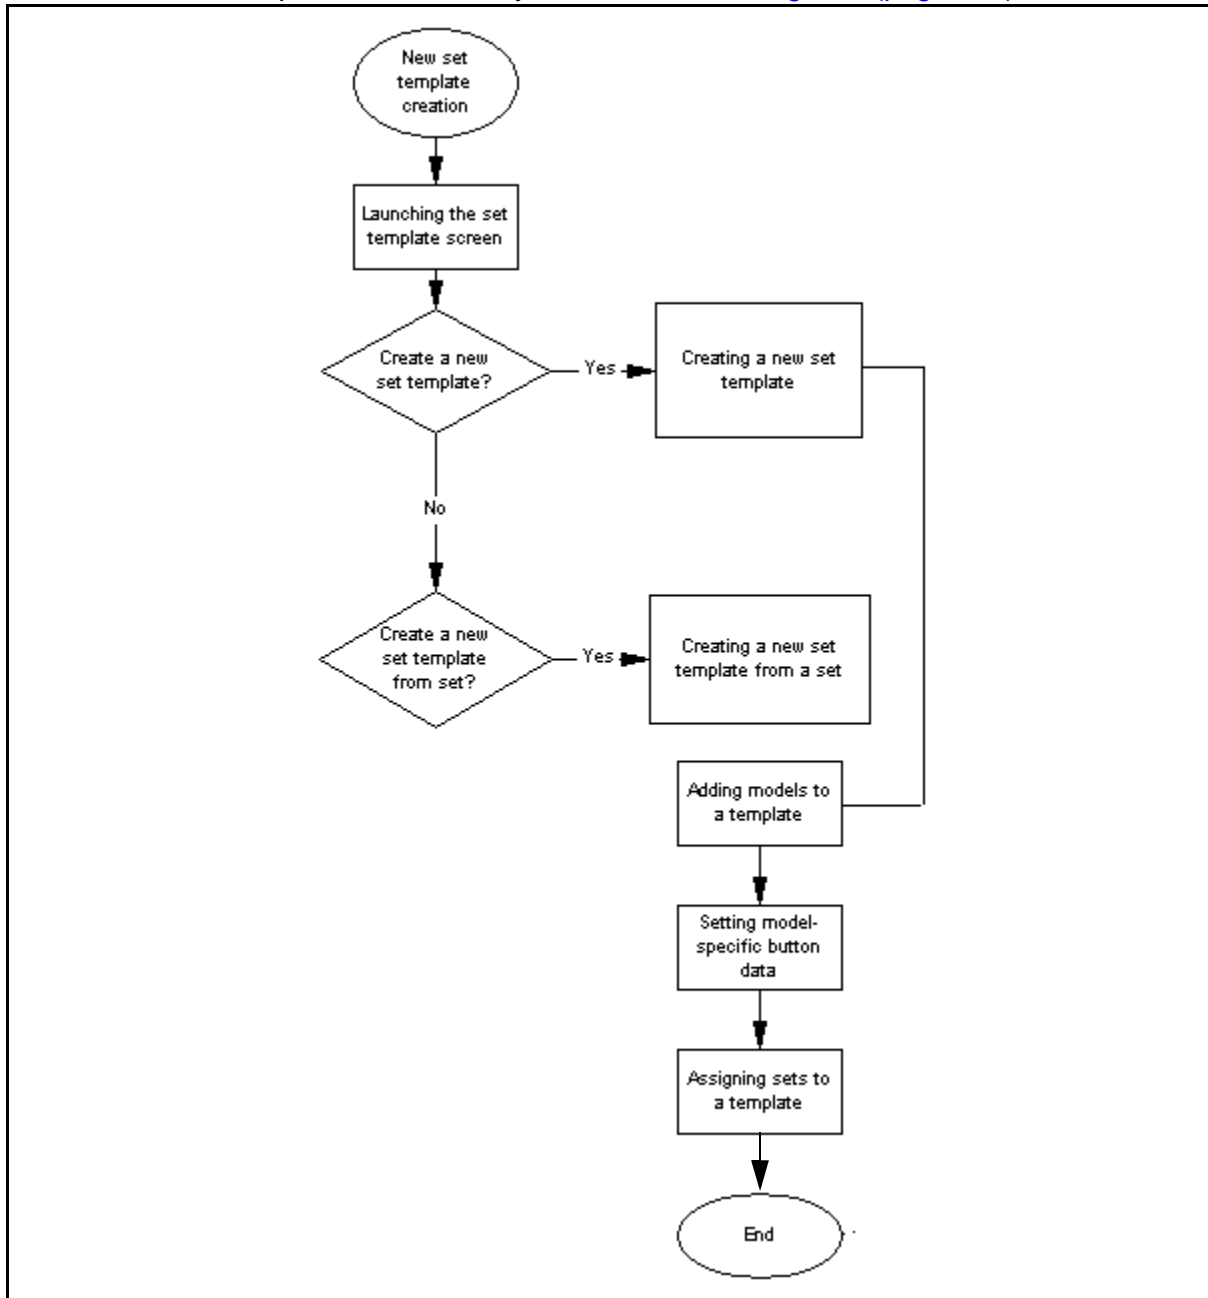 New set
template
creation
Launching the set
template screen
Create a new
set template?
Yes
Creating a new set
template
No
Create a new
set template
from set?
Yes
Creating a new set
template from a set
Adding models to
a template
Setting model-
specific button
data
Assigning sets to
a template
End